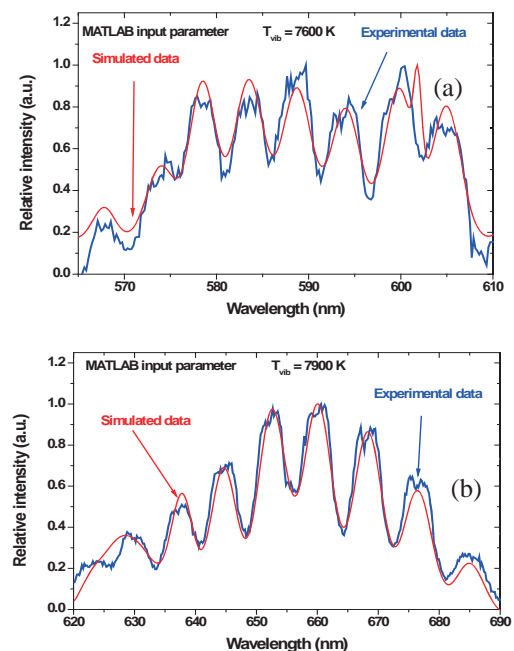 MATLAB input parameter T_vib = 7600 K
Simulated data
Experimental data
(a)
Relative intensity (a.u.)
1.2
1.0
0.8
0.6
0.4
0.2
0.0
570 580 590 600 610
Wavelength (nm)
MATLAB input parameter T_vib = 7900 K
Simulated data
Experimental data
(b)
Relative intensity (a.u.)
1.2
1.0
0.8
0.6
0.4
0.2
0.0
620 630 640 650 660 670 680 690
Wavelength (nm)